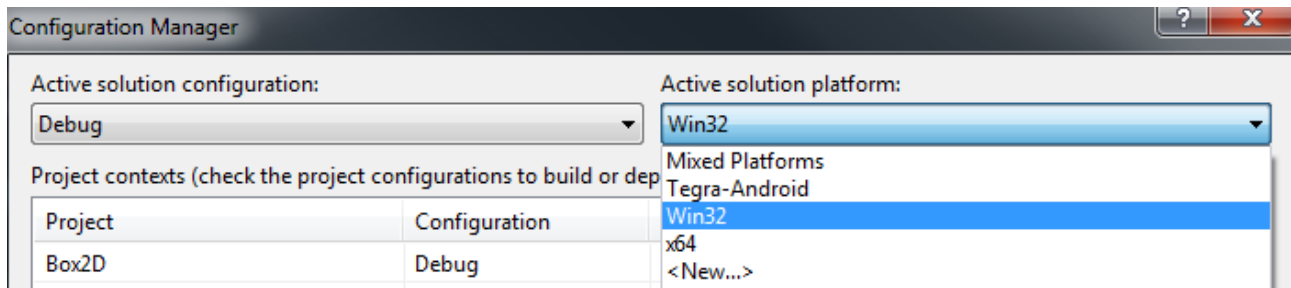 Configuration Manager
?
X
Active solution configuration:
Active solution platform:
Debug
Win32
Mixed Platforms
Project contexts (check the project configurations to build or dep
Tegra-Android
Win32
Project
Configuration
x64
Box2D
Debug
<New...>